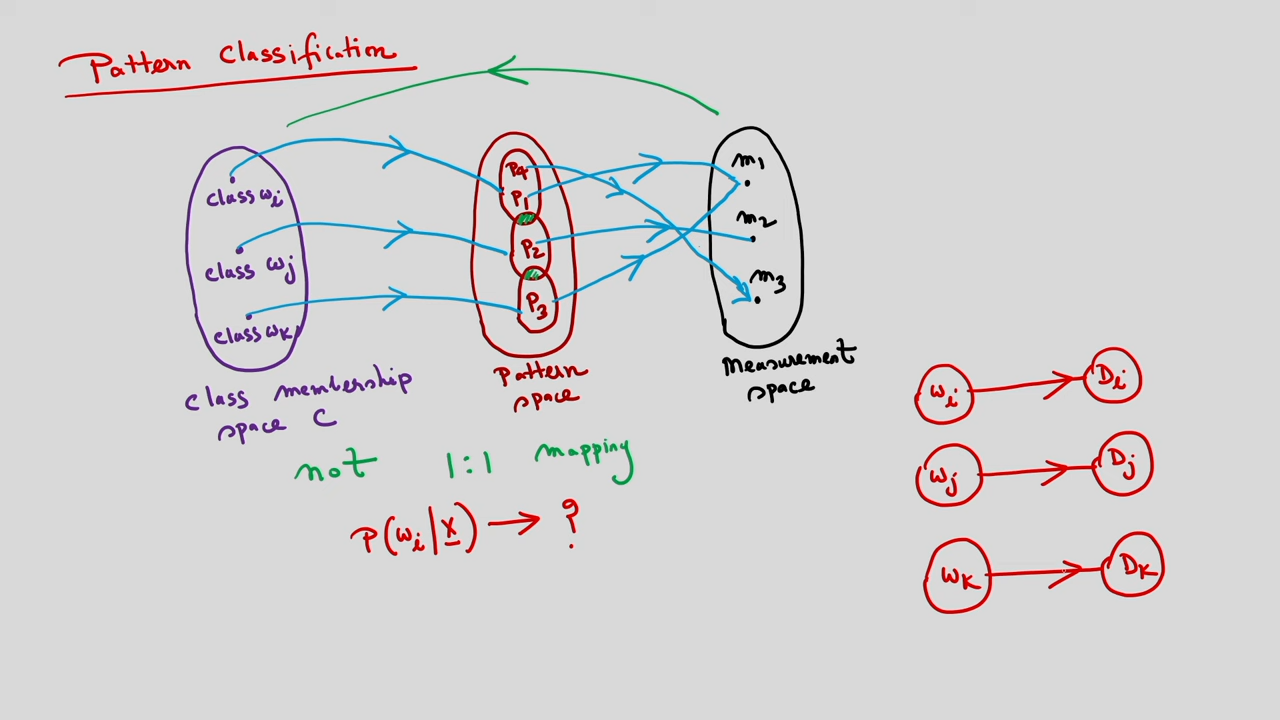 Pattern Classification
class ωi
class ωj
class ωk
P4
P1
P2
P3
m1
m2
m3
class membership
space C
Pattern
space
Measurement
space
not 1:1 mapping
P(ωi|x) → ?
ωi → Di
ωj → Dj
ωk → Dk